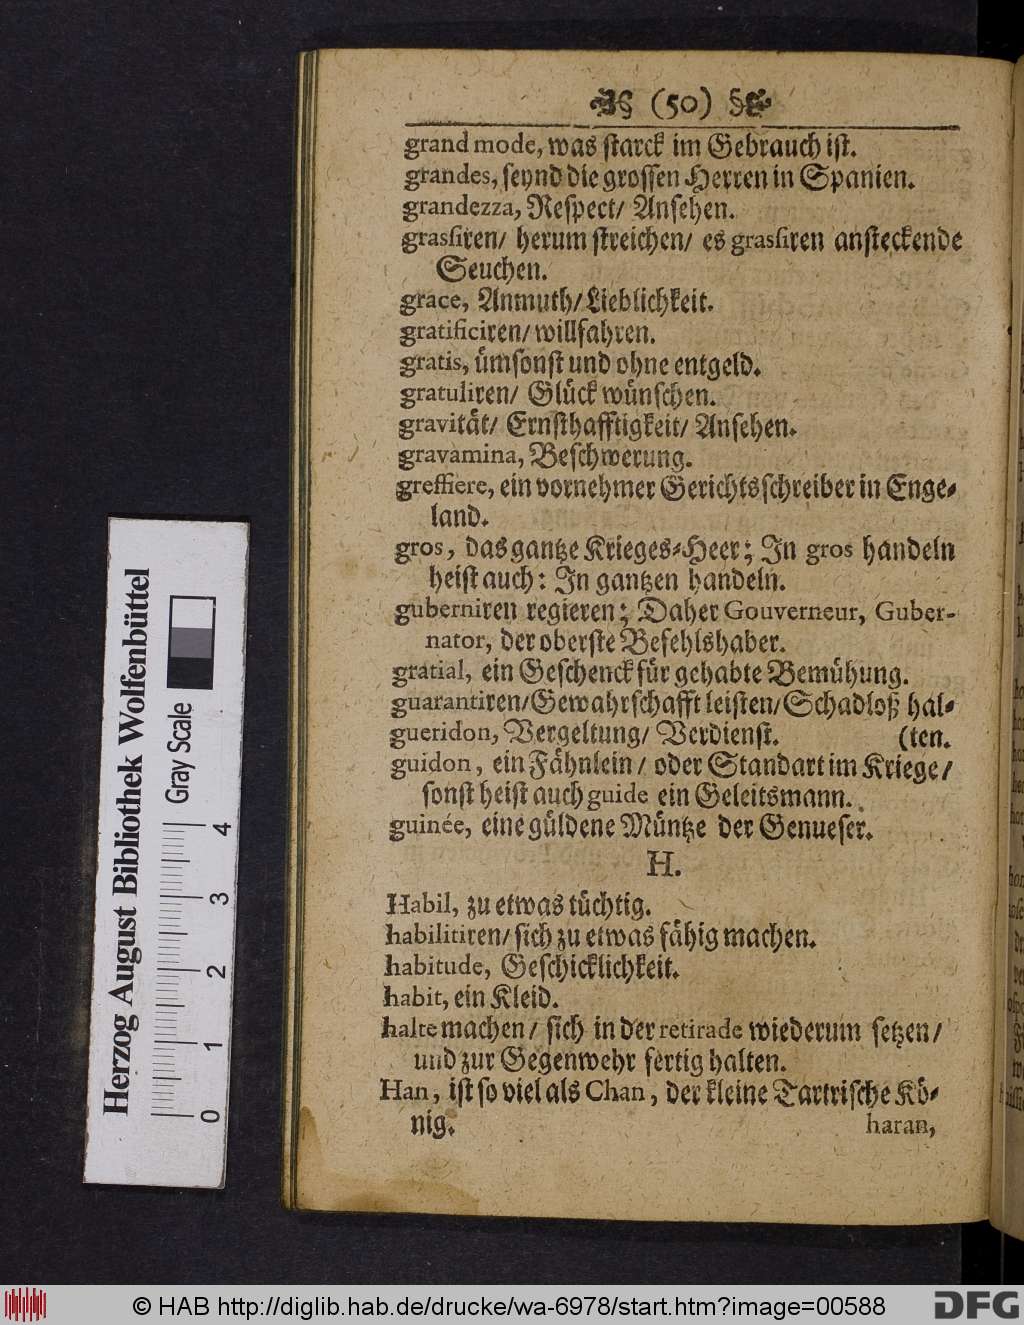 (50)
grand mode, was starck im Gebrauch ist.
grandes, seynd die grossen Herren in Spanien.
grandezza, Respect/ Ansehen.
grassiren/ herum streichen/ es grassiren ansteckende
Seuchen.
grace, Anmuth/ Lieblichkeit.
gratificiren/ willfahren.
gratis, ümsonst und ohne entgeld.
gratuliren/ Glück wünschen.
gravität/ Ernsthafftigkeit/ Ansehen.
gravamina, Beschwerung.
greffiere, ein vornehmer Gerichtsschreiber in Enge-
land.
gros, das gantze Krieges-Heer; In gros handeln
heist auch: In gantzen handeln.
guberniren regieren; Daher Gouverneur, Guber-
nator, der oberste Befehlshaber.
gratial, ein Geschenck für gehabte Bemühung.
guarantiren/ Gewahrschafft leisten/ Schadloß hal-
gueridon, Vergeltung/ Verdienst. (ten.
guidon, ein Fähnlein/ oder Standart im Kriege/
sonst heist auch guide ein Geleitsmann.
guinée, eine güldene Müntze der Genueser.
H.
Habil, zu etwas tüchtig.
habilitiren/ sich zu etwas fähig machen.
habitude, Geschicklichkeit.
habit, ein Kleid.
halte machen/ sich in der retirade wiederum setzen/
und zur Gegenwehr fertig halten.
Han, ist so viel als Chan, der kleine Tartrische Kö-
nig. haran,
Herzog August Bibliothek Wolfenbüttel
Gray Scale
0 1 2 3 4
© HAB http://diglib.hab.de/drucke/wa-6978/start.htm?image=00588
DFG